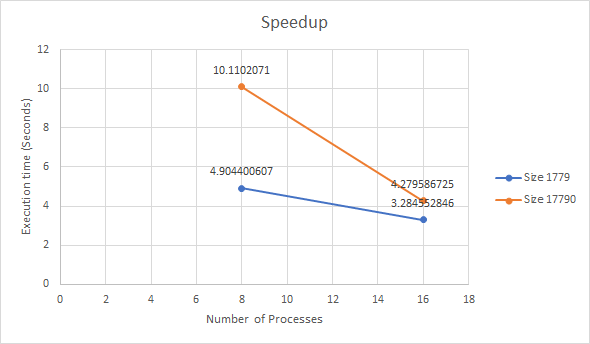 Speedup
12
10
8
6
4
2
0
Execution time (Seconds)
10.1102071
4.904400607
4.279586725
3.284552846
Size 1779
Size 17790
0 2 4 6 8 10 12 14 16 18
Number of Processes